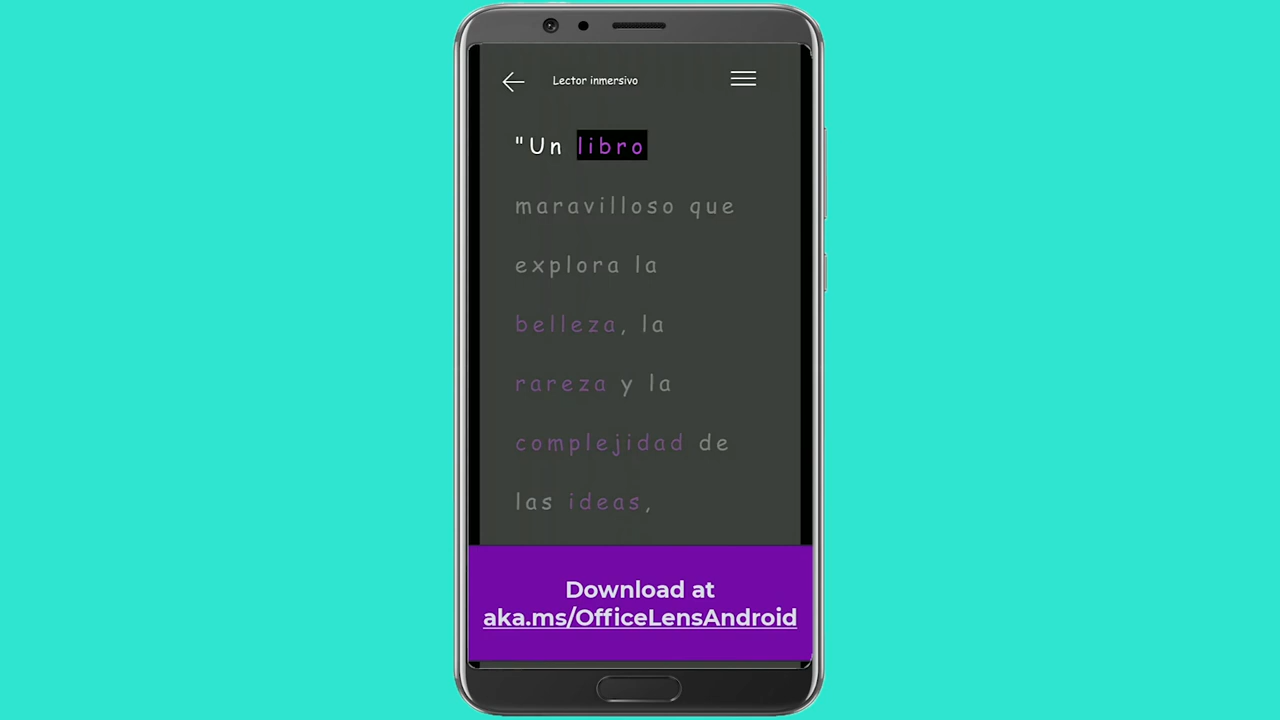 Lector inmersivo
"Un libro
maravilloso que
explora la
belleza, la
rareza y la
complejidad de
las ideas,
Download at
aka.ms/OfficeLensAndroid